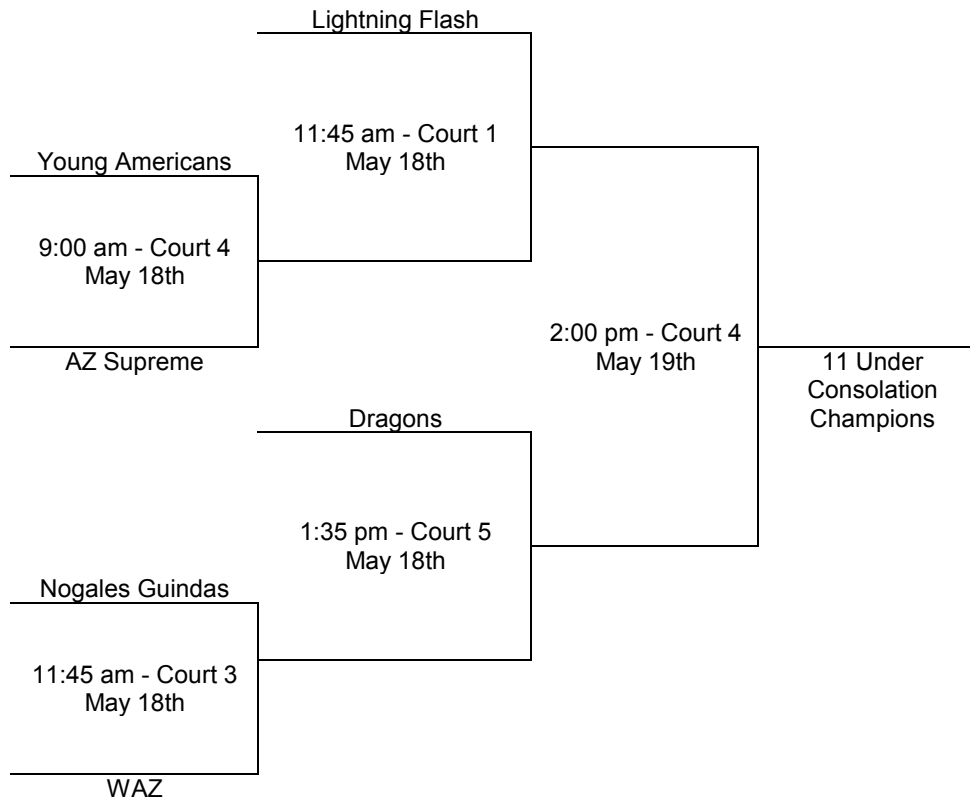 Lightning Flash
11:45 am - Court 1
May 18th
Young Americans
9:00 am - Court 4
May 18th
AZ Supreme
2:00 pm - Court 4
May 19th
11 Under
Consolation
Champions
Dragons
1:35 pm - Court 5
May 18th
Nogales Guindas
11:45 am - Court 3
May 18th
WAZ